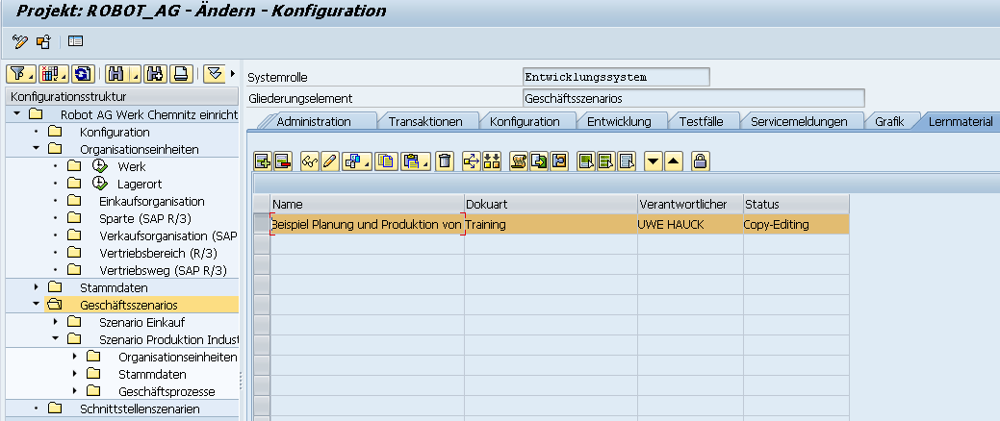 Projekt: ROBOT_AG - Ändern - Konfiguration
Systemrolle Entwicklungssystem
Gliederungselement Geschäftsszenarios
Konfigurationsstruktur
Robot AG Werk Chemnitz einricht
Konfiguration
Organisationseinheiten
Werk
Lagerort
Einkaufsorganisation
Sparte (SAP R/3)
Verkaufsorganisation (SAP
Vertriebsbereich (R/3)
Vertriebsweg (SAP R/3)
Stammdaten
Geschäftsszenarios
Szenario Einkauf
Szenario Produktion Indust
Organisationseinheiten
Stammdaten
Geschäftsprozesse
Schnittstellenszenarien
Administration Transaktionen Konfiguration Entwicklung Testfälle Servicemeldungen Grafik Lernmaterial
Name Dokuart Verantwortlicher Status
Beispiel Planung und Produktion von Training UWE HAUCK Copy-Editing